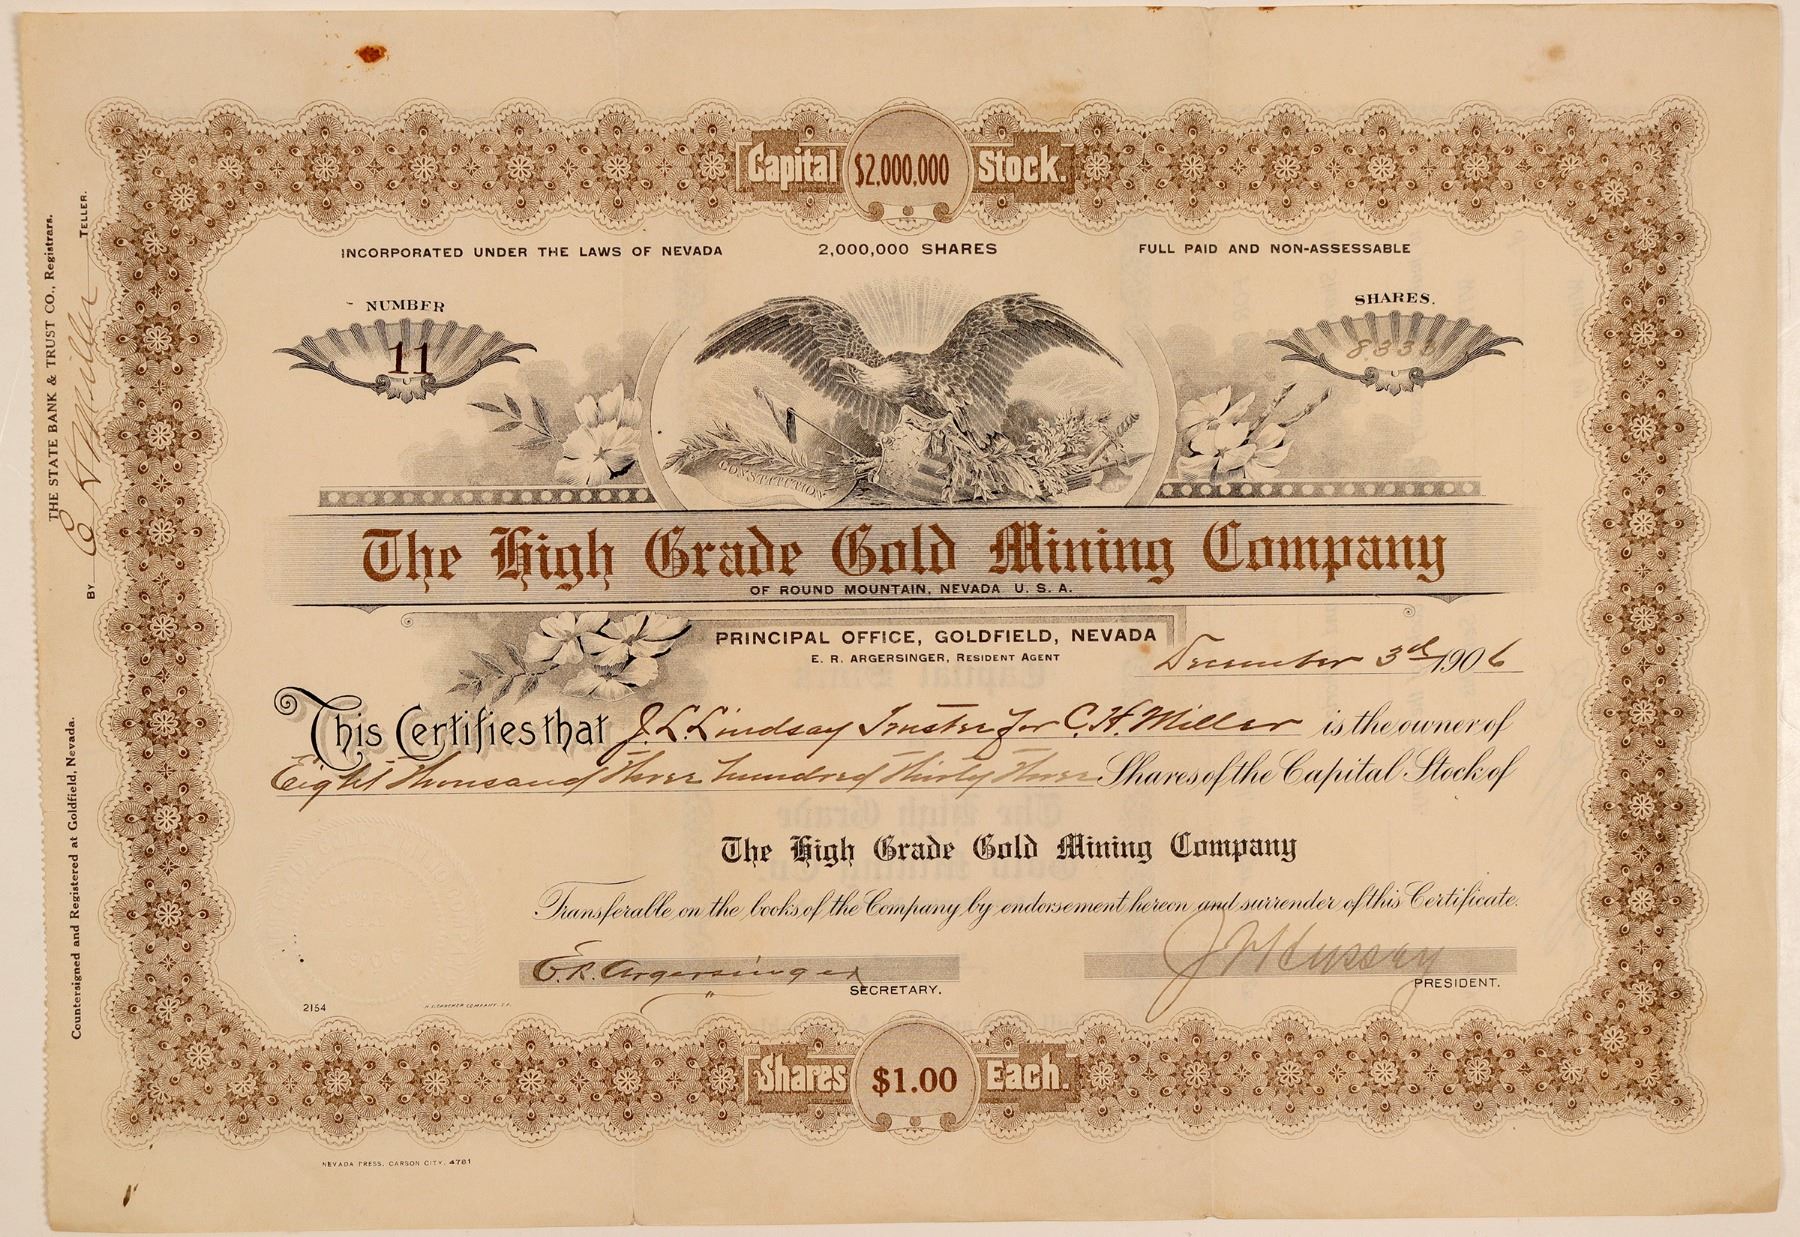 Capital $2,000,000 Stock.
INCORPORATED UNDER THE LAWS OF NEVADA 2,000,000 SHARES FULL PAID AND NON-ASSESSABLE
NUMBER SHARES.
11 8333
CONSTITUTION
The High Grade Gold Mining Company
OF ROUND MOUNTAIN, NEVADA U. S. A.
PRINCIPAL OFFICE, GOLDFIELD, NEVADA
E. R. ARGERSINGER, RESIDENT AGENT
December 3rd 1906
This Certifies that J. L. Lindsay Trustee for C. H. Miller is the owner of
Eight Thousand Three hundred Thirty Three Shares of the Capital Stock of
The High Grade Gold Mining Company
Transferable on the books of the Company by endorsement hereon and surrender of this Certificate.
E. R. Argersinger
SECRETARY. PRESIDENT.
2154
Shares $1.00 Each.
NEVADA PRESS, CARSON CITY. 4781
Countersigned and Registered at Goldfield, Nevada.
THE STATE BANK & TRUST CO., Registrars.
BY Miller TELLER.